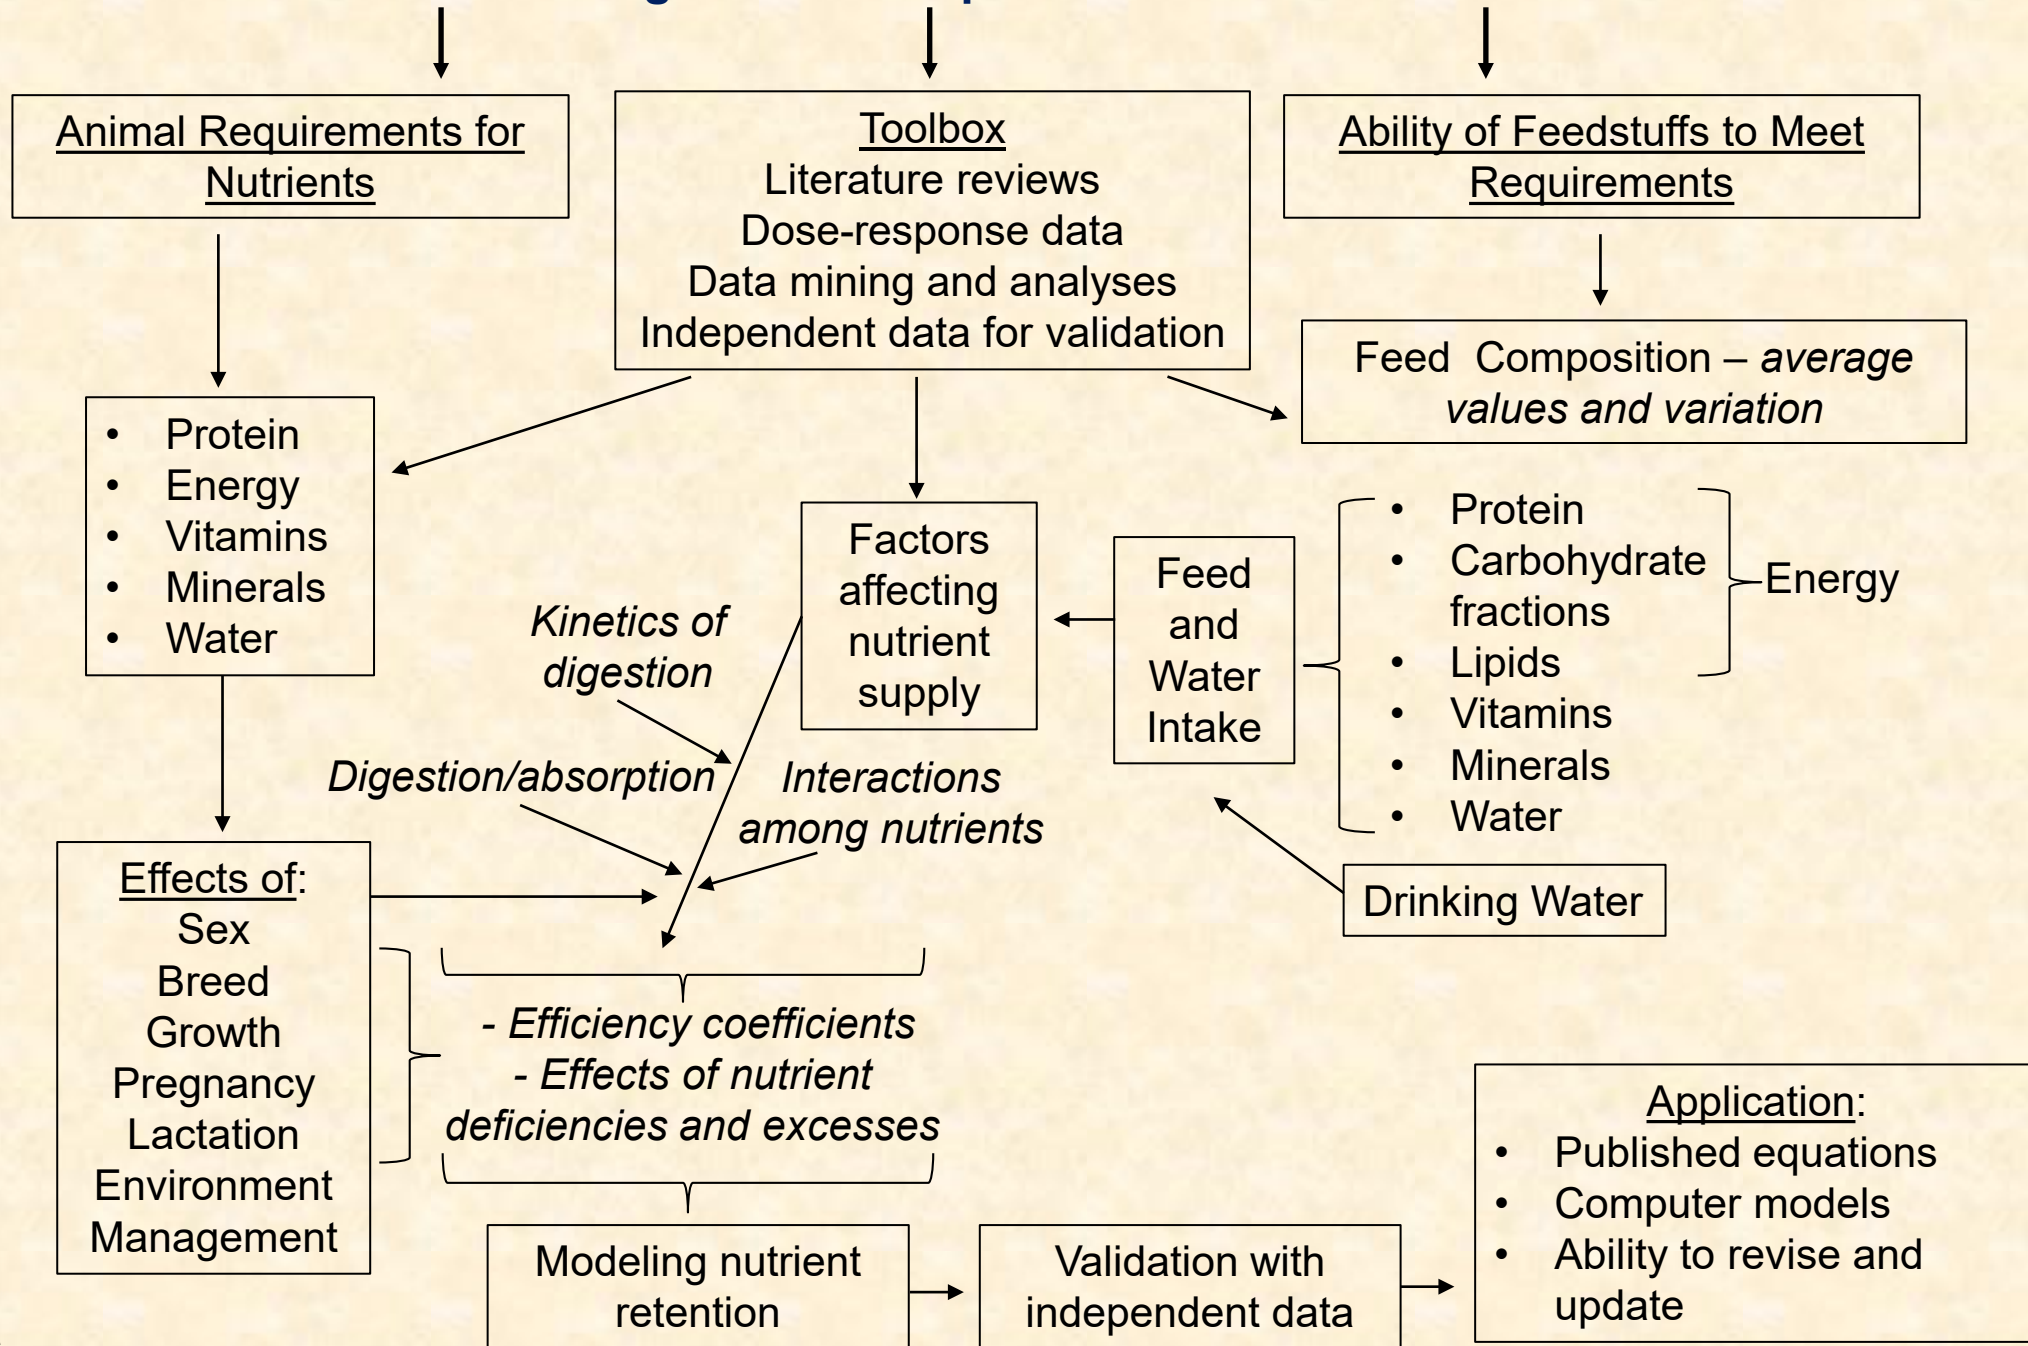 Animal Requirements for
Nutrients
Toolbox
Literature reviews
Dose-response data
Data mining and analyses
Independent data for validation
Ability of Feedstuffs to Meet
Requirements
Feed Composition – average
values and variation
• Protein
• Energy
• Vitamins
• Minerals
• Water
Factors
affecting
nutrient
supply
Feed
and
Water
Intake
• Protein
• Carbohydrate
fractions
• Lipids
• Vitamins
• Minerals
• Water
Energy
Kinetics of
digestion
Digestion/absorption
Interactions
among nutrients
Drinking Water
Effects of:
Sex
Breed
Growth
Pregnancy
Lactation
Environment
Management
- Efficiency coefficients
- Effects of nutrient
deficiencies and excesses
Modeling nutrient
retention
Validation with
independent data
Application:
• Published equations
• Computer models
• Ability to revise and
update